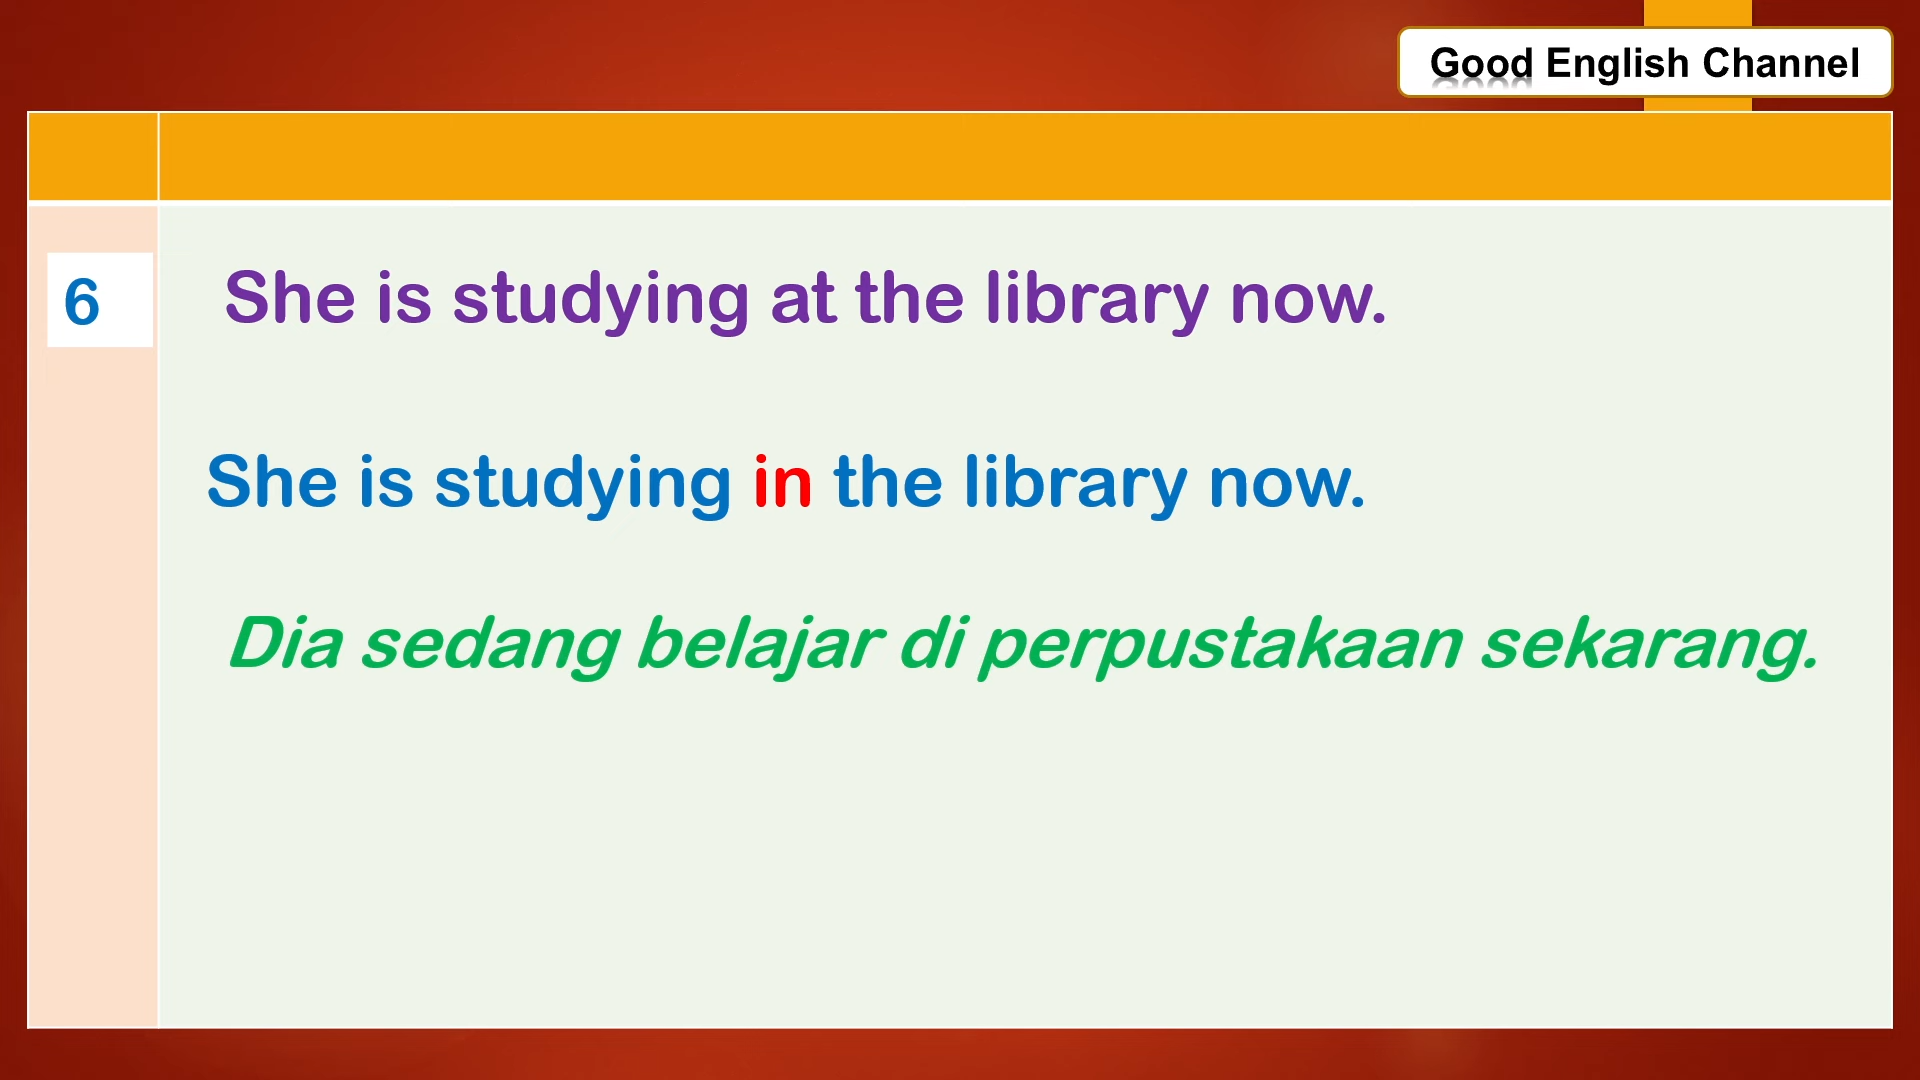 Good English Channel
6
She is studying at the library now.
She is studying in the library now.
Dia sedang belajar di perpustakaan sekarang.